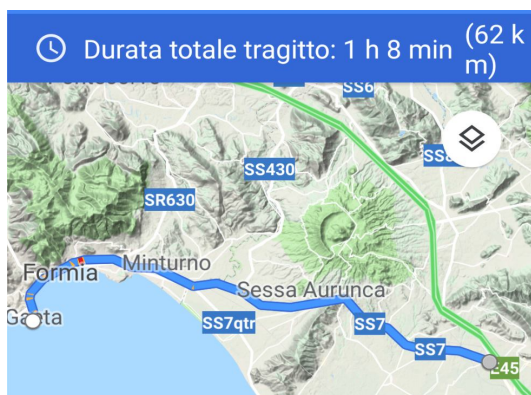 Durata totale tragitto: 1 h 8 min (62 k
m)
SS6
SS430
SR630
Formia
Minturno
Sessa Aurunca
Gaeta
SS7qtr
SS7
SS7
E45